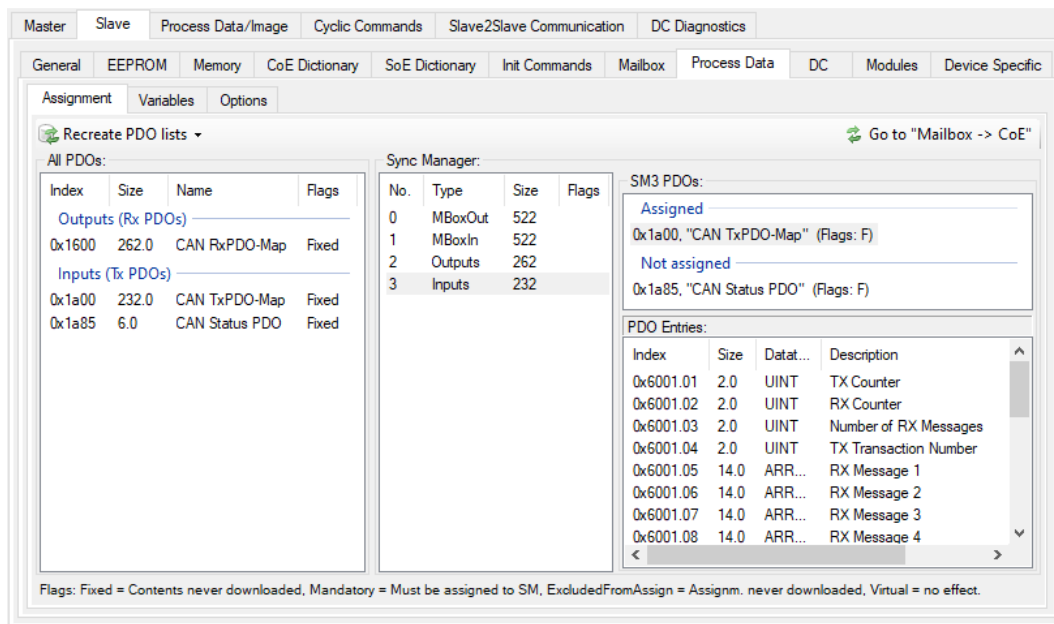 Master Slave Process Data/Image Cyclic Commands Slave2Slave Communication DC Diagnostics
General EEPROM Memory CoE Dictionary SoE Dictionary Init Commands Mailbox Process Data DC Modules Device Specific
Assignment Variables Options
Recreate PDO lists Go to "Mailbox -> CoE"
All PDOs:
Index Size Name Flags
Outputs (Rx PDOs)
0x1600 262.0 CAN RxPDO-Map Fixed
Inputs (Tx PDOs)
0x1a00 232.0 CAN TxPDO-Map Fixed
0x1a85 6.0 CAN Status PDO Fixed
Sync Manager:
No. Type Size Flags
0 MBoxOut 522
1 MBoxIn 522
2 Outputs 262
3 Inputs 232
SM3 PDOs:
Assigned
0x1a00, "CAN TxPDO-Map" (Flags: F)
Not assigned
0x1a85, "CAN Status PDO" (Flags: F)
PDO Entries:
Index Size Datat... Description
0x6001.01 2.0 UINT TX Counter
0x6001.02 2.0 UINT RX Counter
0x6001.03 2.0 UINT Number of RX Messages
0x6001.04 2.0 UINT TX Transaction Number
0x6001.05 14.0 ARR... RX Message 1
0x6001.06 14.0 ARR... RX Message 2
0x6001.07 14.0 ARR... RX Message 3
0x6001.08 14.0 ARR... RX Message 4
Flags: Fixed = Contents never downloaded, Mandatory = Must be assigned to SM, ExcludedFromAssign = Assignm. never downloaded, Virtual = no effect.